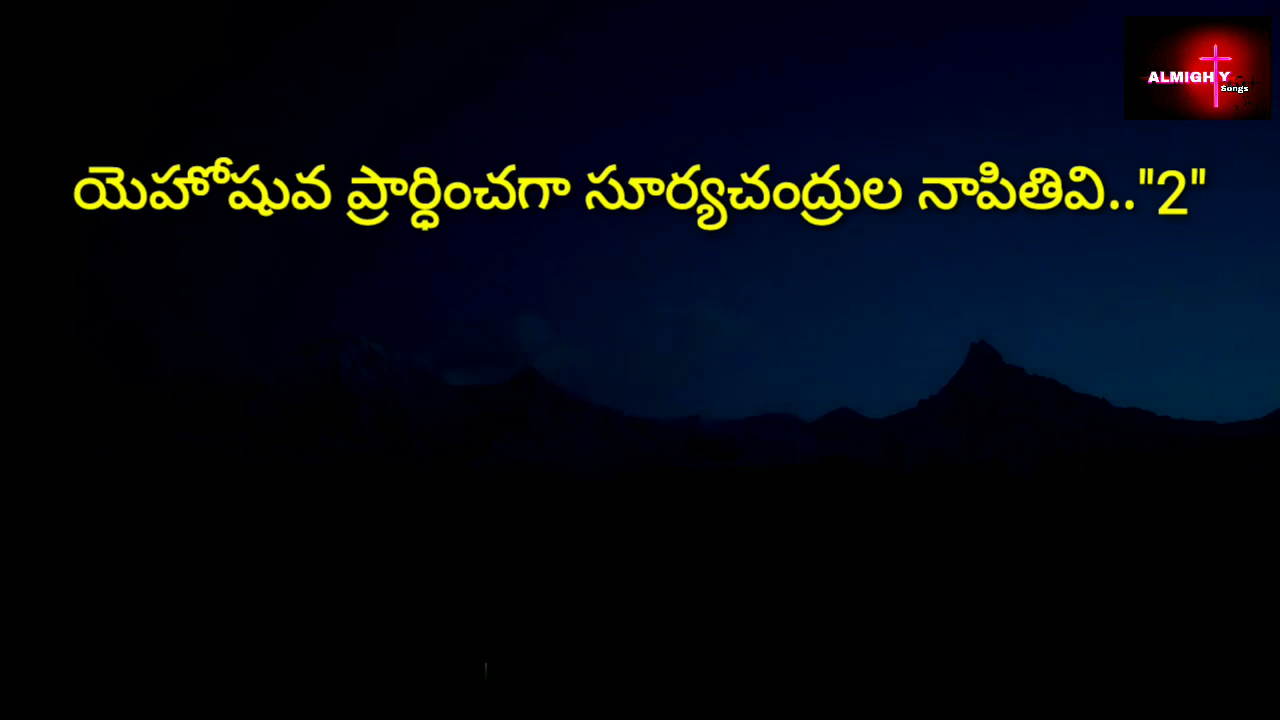 ALMIGHTY
Songs
యెహోషువ ప్రార్ధించగా సూర్యచంద్రుల నాపితివి.."2"